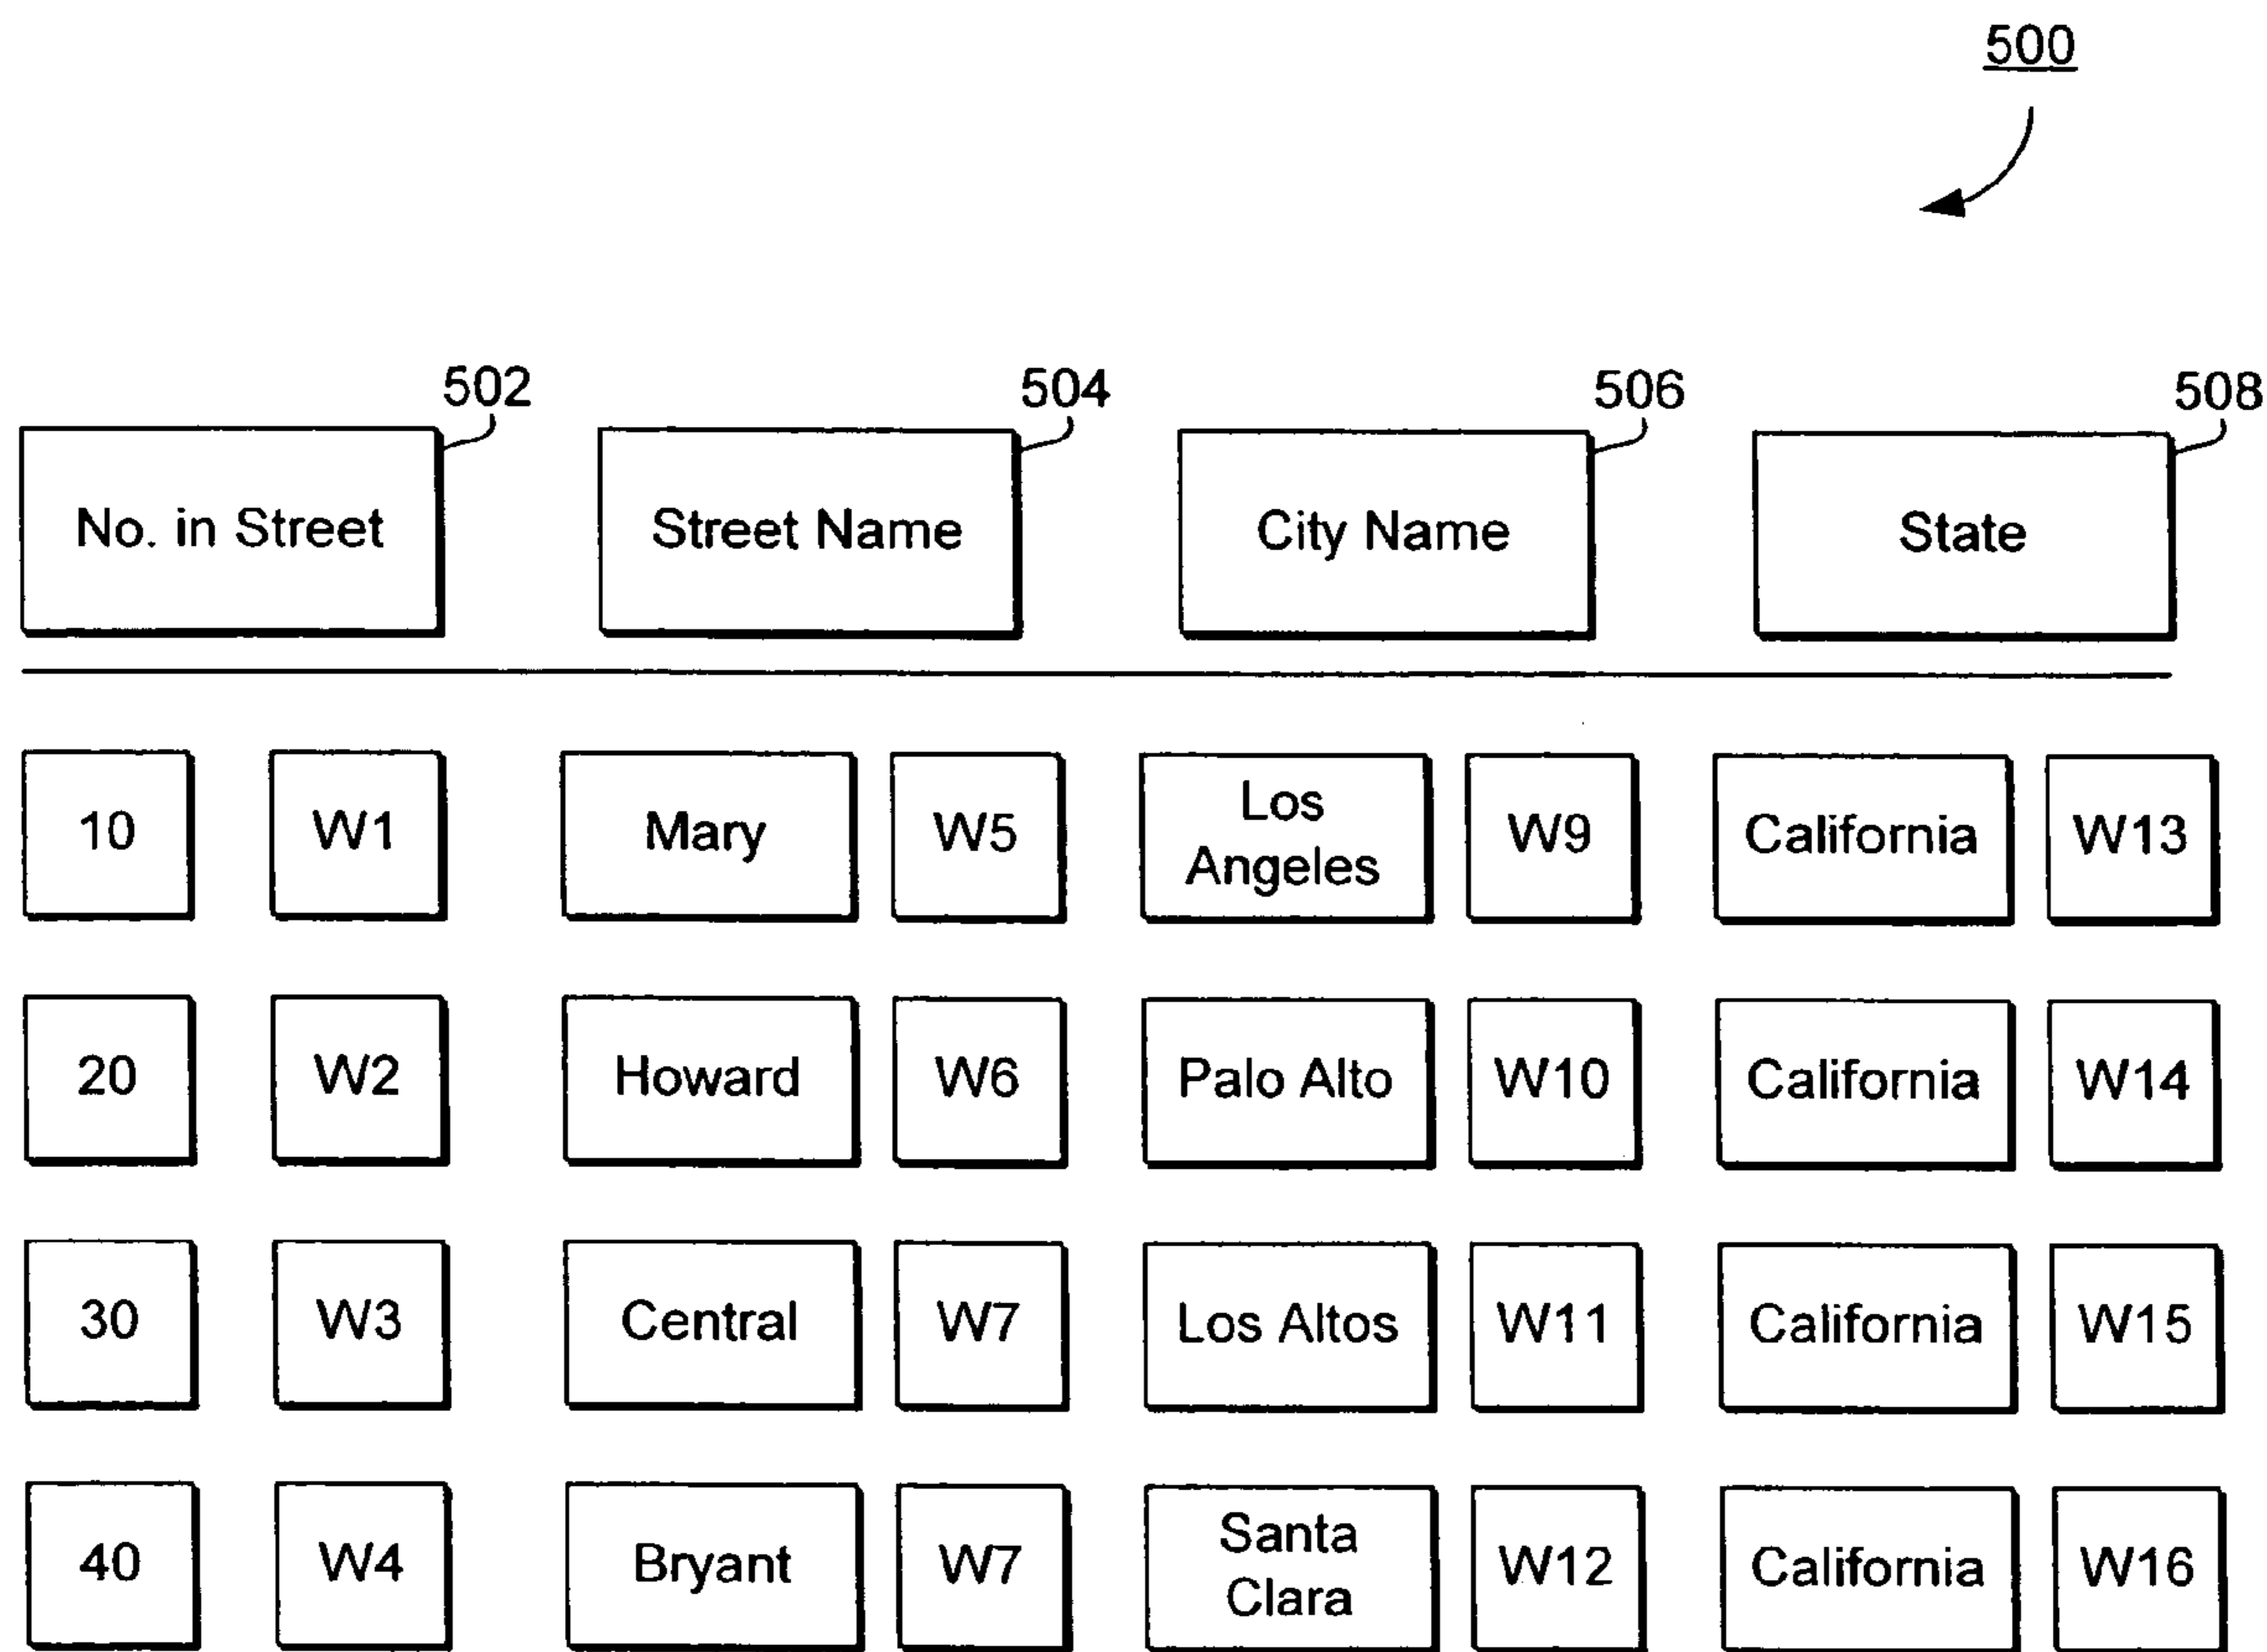 500
502
504
506
508
No. in Street
Street Name
City Name
State
10
W1
Mary
W5
Los
Angeles
W9
California
W13
20
W2
Howard
W6
Palo Alto
W10
California
W14
30
W3
Central
W7
Los Altos
W11
California
W15
40
W4
Bryant
W7
Santa
Clara
W12
California
W16